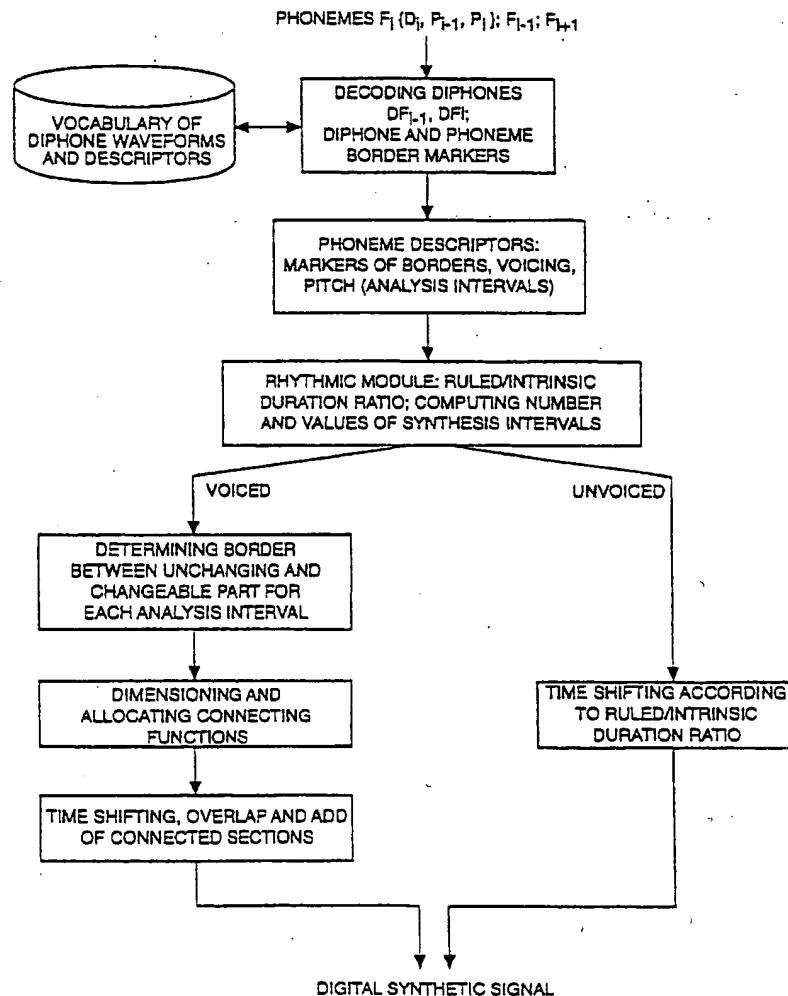 PHONEMES Fi (Di, Pi-1, Pi); Fi-1; Fi+1
VOCABULARY OF
DIPHONE WAVEFORMS
AND DESCRIPTORS
DECODING DIPHONES
DFi-1, DFi;
DIPHONE AND PHONEME
BORDER MARKERS
PHONEME DESCRIPTORS:
MARKERS OF BORDERS, VOICING,
PITCH (ANALYSIS INTERVALS)
RHYTHMIC MODULE: RULED/INTRINSIC
DURATION RATIO; COMPUTING NUMBER
AND VALUES OF SYNTHESIS INTERVALS
VOICED
UNVOICED
DETERMINING BORDER
BETWEEN UNCHANGING AND
CHANGEABLE PART FOR
EACH ANALYSIS INTERVAL
DIMENSIONING AND
ALLOCATING CONNECTING
FUNCTIONS
TIME SHIFTING ACCORDING
TO RULED/INTRINSIC
DURATION RATIO
TIME SHIFTING, OVERLAP AND ADD
OF CONNECTED SECTIONS
DIGITAL SYNTHETIC SIGNAL